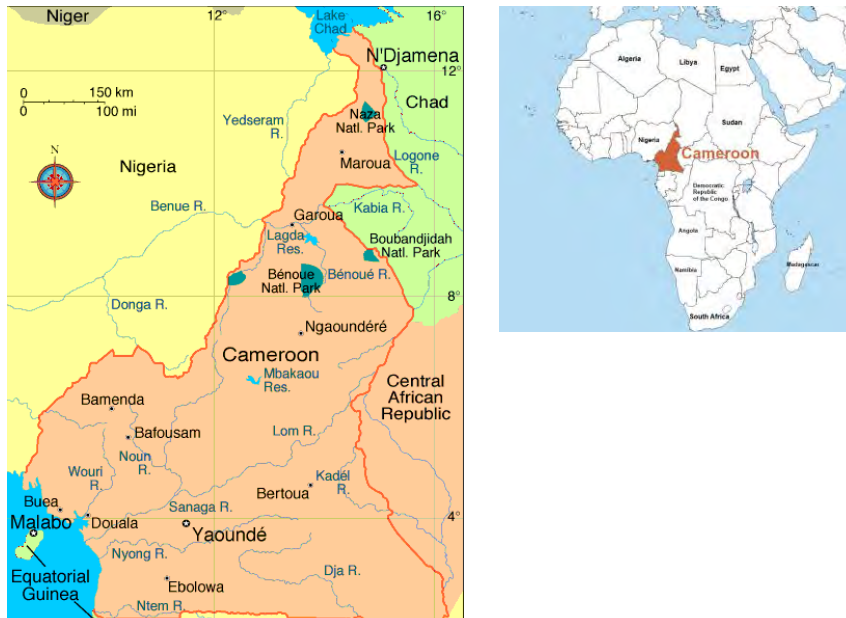 Niger
12°
Lake
Chad
16°
N'Djamena
12°
0 150 km
0 100 mi
Chad
Yedseram
R.
Naza
Natl. Park
N
Nigeria
Maroua
Logone
R.
Benue R.
Garoua
Kabia R.
Lagda
Res.
Boubandjidah
Natl. Park
Bénoue
Natl. Park
Bénoué R.
Donga R.
8°
Ngaoundéré
Cameroon
Mbakaou
Res.
Central
African
Republic
Bamenda
Bafousam
Lom R.
Noun
R.
Wouri
R.
Kadél
R.
Bertoua
Buea
Sanaga R.
4°
Malabo
Douala
Yaoundé
Nyong R.
Equatorial
Guinea
Dja R.
Ebolowa
Ntem R.
Algeria
Libya
Egypt
Sudan
Nigeria
Cameroon
Democratic
Republic
of the Congo
Angola
Madagascar
Namibia
South Africa